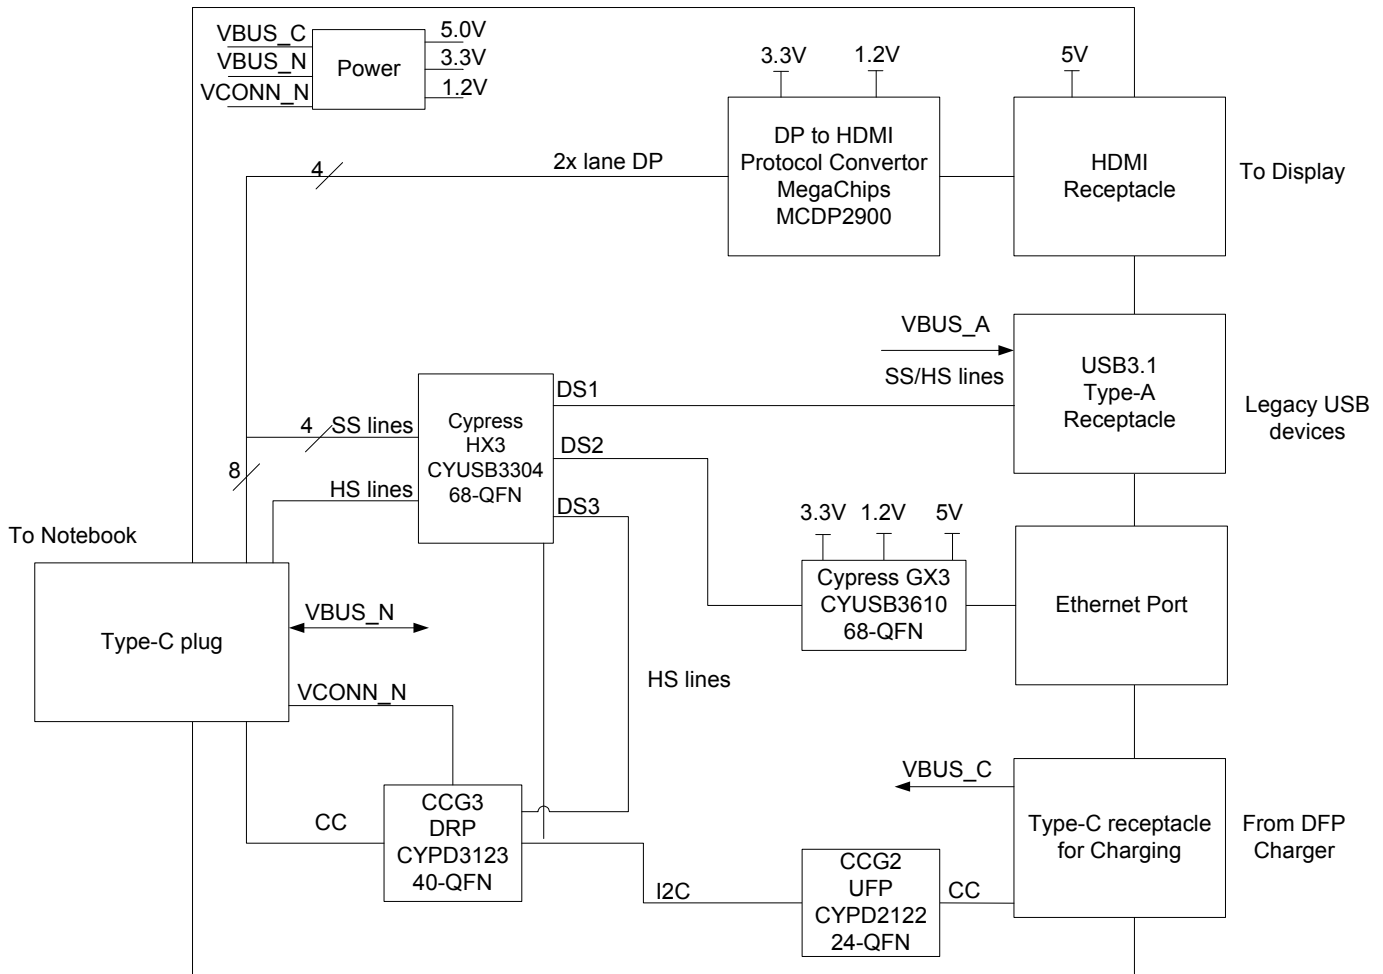 VBUS_C
VBUS_N
VCONN_N
Power
5.0V
3.3V
1.2V
3.3V
1.2V
5V
4
2x lane DP
DP to HDMI
Protocol Convertor
MegaChips
MCDP2900
HDMI
Receptacle
To Display
VBUS_A
SS/HS lines
USB3.1
Type-A
Receptacle
Legacy USB
devices
4
SS lines
8
HS lines
Cypress
HX3
CYUSB3304
68-QFN
DS1
DS2
DS3
3.3V
1.2V
5V
Cypress GX3
CYUSB3610
68-QFN
Ethernet Port
To Notebook
Type-C plug
VBUS_N
VCONN_N
HS lines
CC
CCG3
DRP
CYPD3123
40-QFN
I2C
CCG2
UFP
CYPD2122
24-QFN
CC
VBUS_C
Type-C receptacle
for Charging
From DFP
Charger